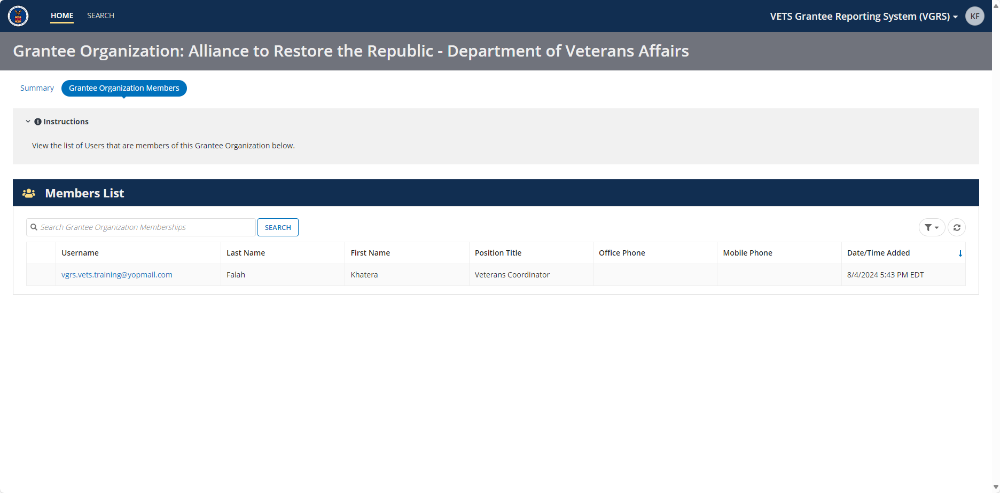 HOME SEARCH VETS Grantee Reporting System (VGRS) KF
Grantee Organization: Alliance to Restore the Republic - Department of Veterans Affairs
Summary Grantee Organization Members
Instructions
View the list of Users that are members of this Grantee Organization below.
Members List
Search Grantee Organization Memberships SEARCH
Username Last Name First Name Position Title Office Phone Mobile Phone Date/Time Added
vgrs.vets.training@yopmail.com Falah Khatera Veterans Coordinator 8/4/2024 5:43 PM EDT